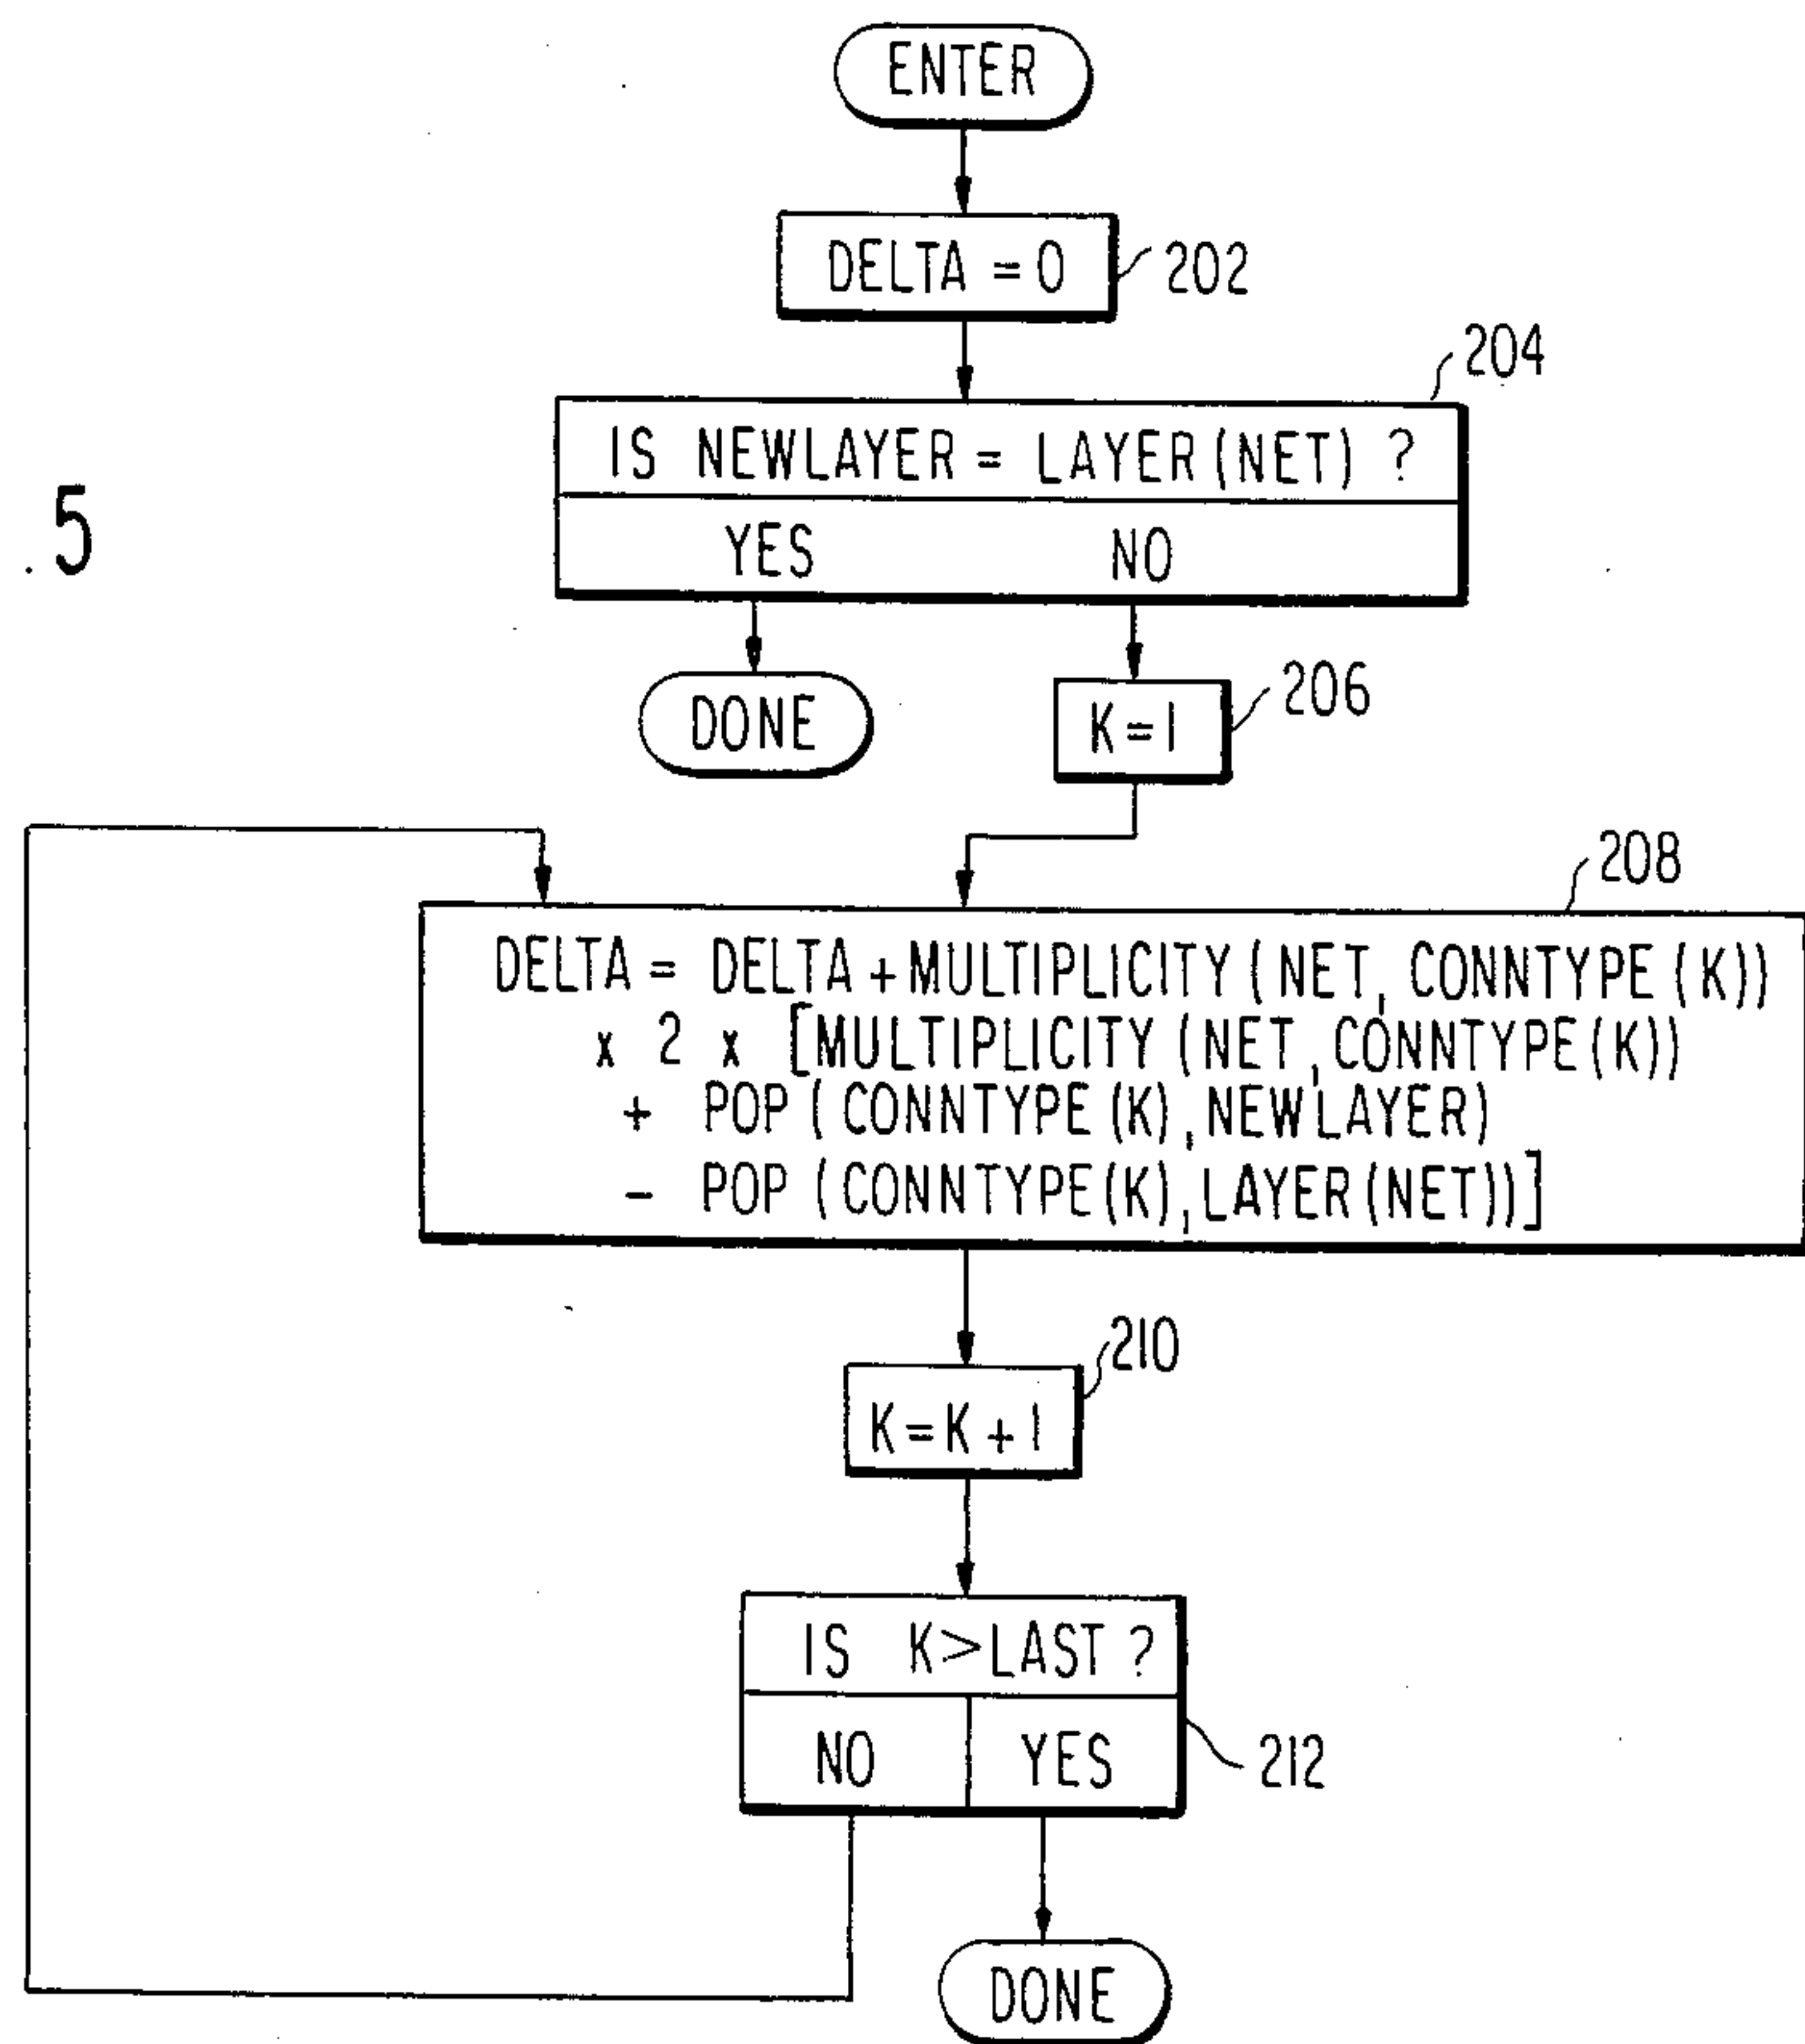 ENTER
DELTA = 0
202
204
IS NEWLAYER = LAYER(NET) ?
YES NO
. 5
DONE
K=1
206
208
DELTA = DELTA + MULTIPLICITY (NET, CONNTYPE (K))
x 2 x [MULTIPLICITY (NET, CONNTYPE(K))
+ POP (CONNTYPE (K), NEWLAYER)
- POP (CONNTYPE(K), LAYER (NET))]
210
K=K+1
IS K>LAST ?
NO YES
212
DONE